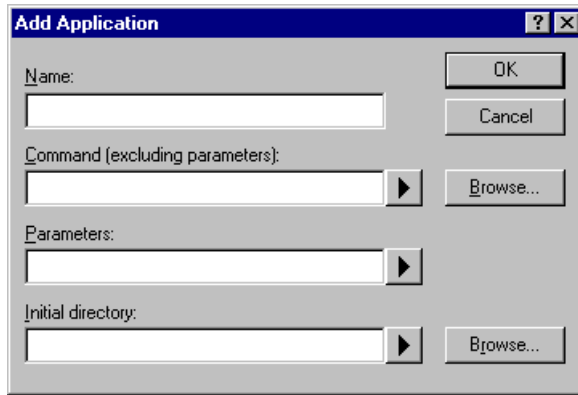 Add Application
Name:
OK
Cancel
Command (excluding parameters):
Browse...
Parameters:
Initial directory:
Browse...